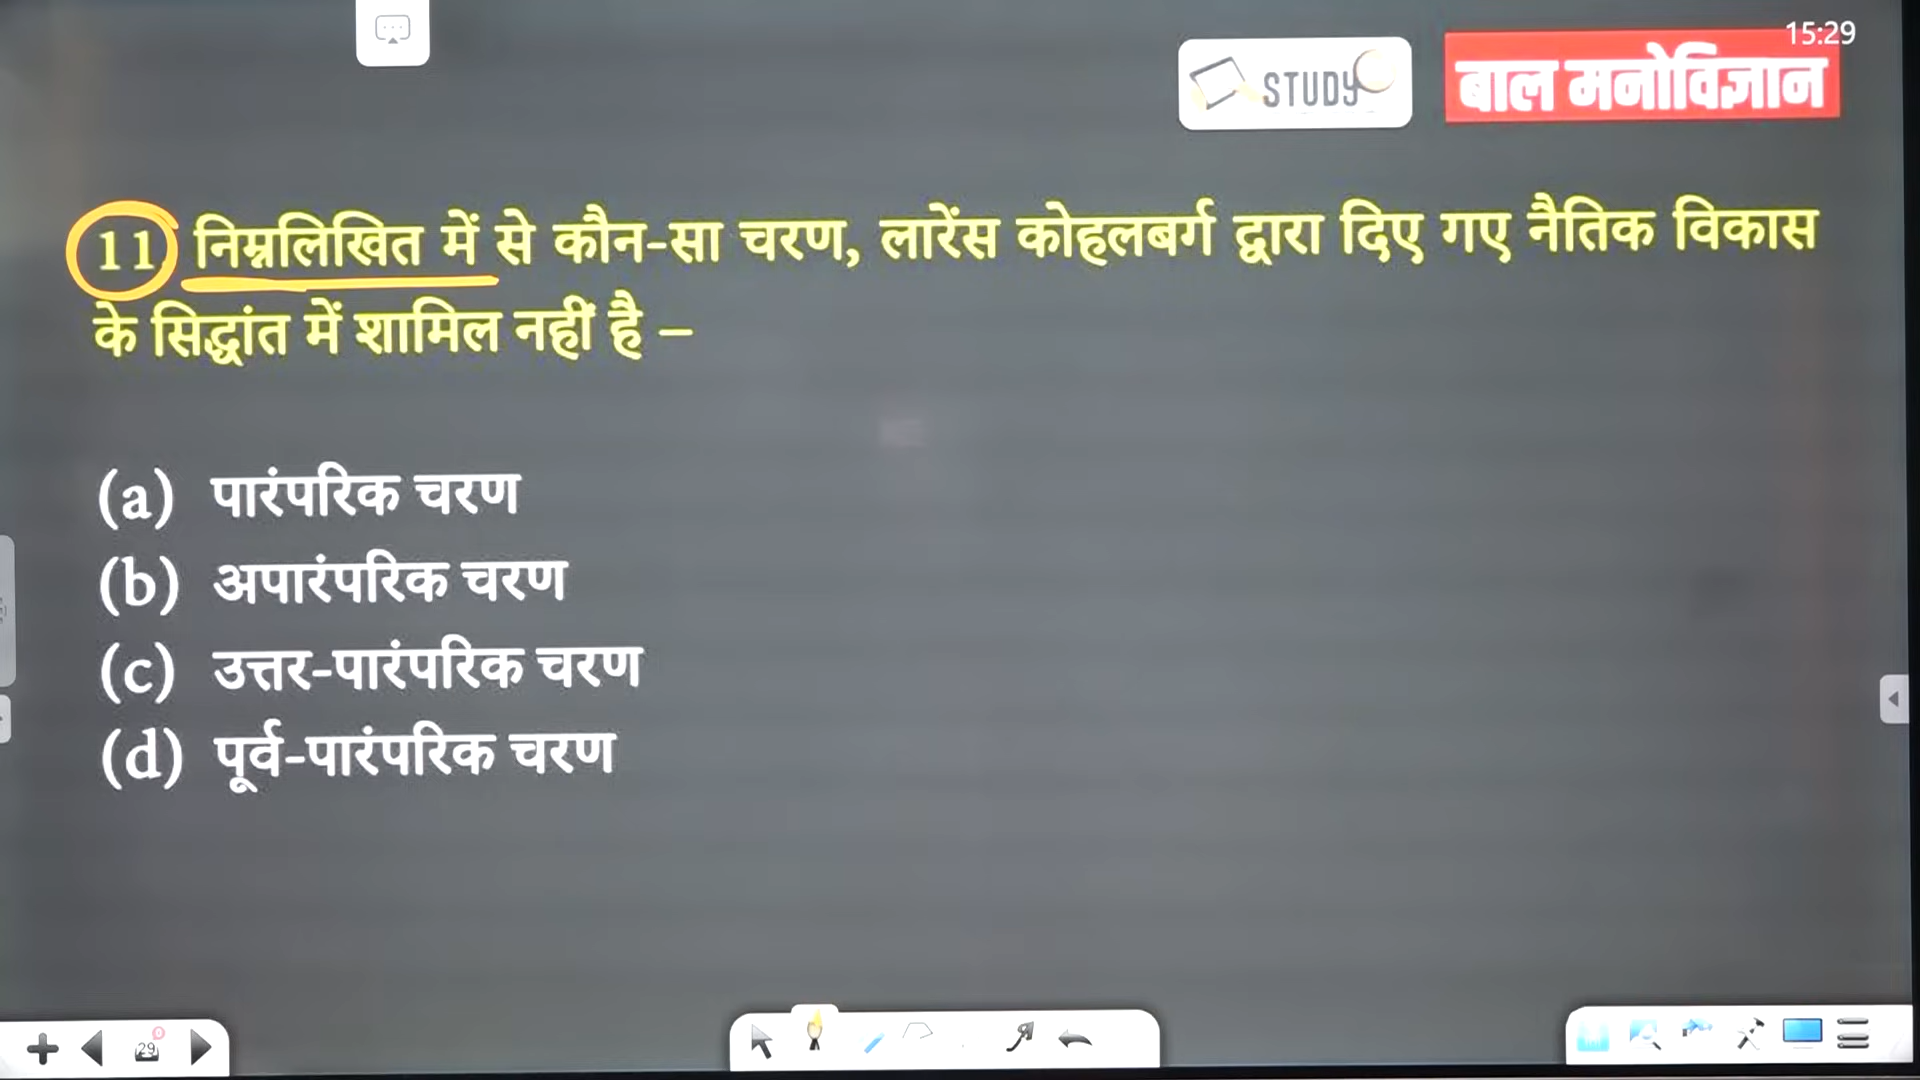 15:29
STUDY
बाल मनोविज्ञान
11 निम्नलिखित में से कौन-सा चरण, लारेंस कोहलबर्ग द्वारा दिए गए नैतिक विकास
के सिद्धांत में शामिल नहीं है –
(a) पारंपरिक चरण
(b) अपारंपरिक चरण
(c) उत्तर-पारंपरिक चरण
(d) पूर्व-पारंपरिक चरण
29